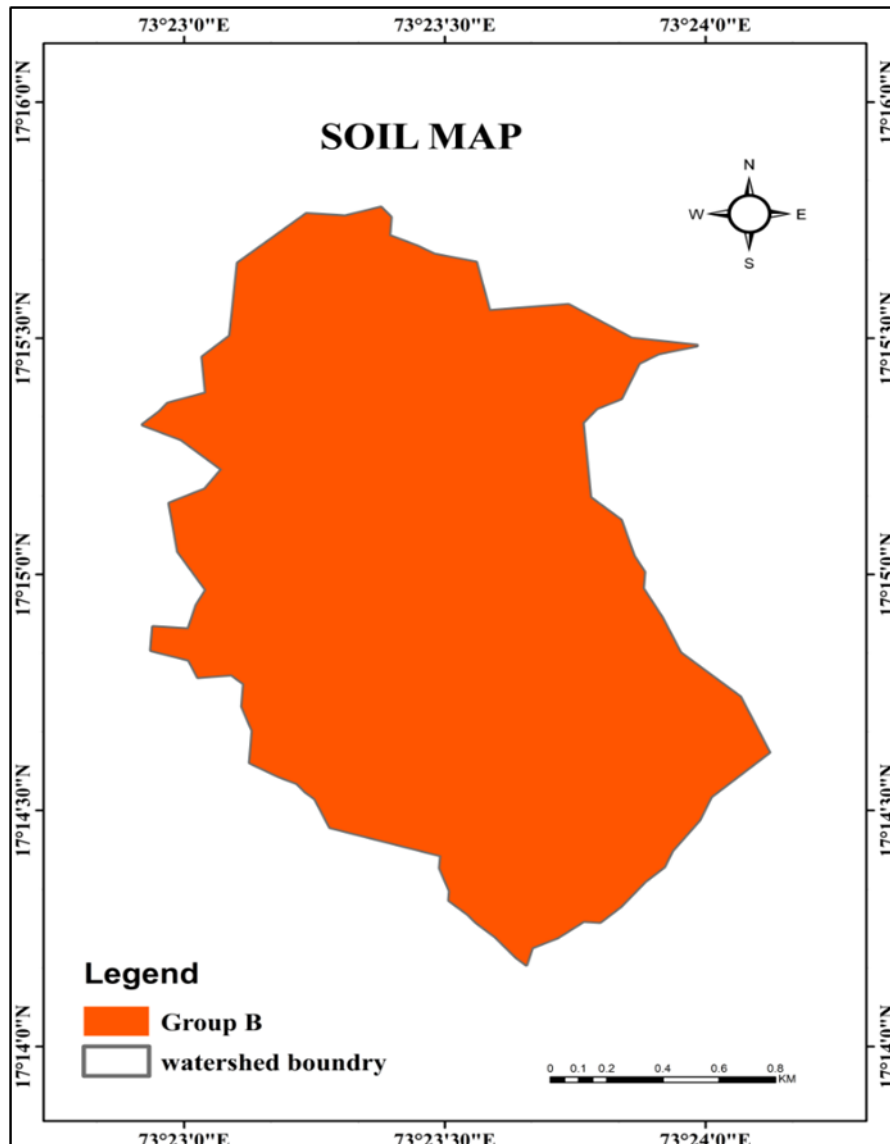 73°23'0"E 73°23'30"E 73°24'0"E
17°16'0"N 17°16'0"N
SOIL MAP
N
W E
S
17°15'30"N 17°15'30"N
17°15'0"N 17°15'0"N
17°14'30"N 17°14'30"N
Legend
Group B
watershed boundry
17°14'0"N 17°14'0"N
0 0.1 0.2 0.4 0.6 0.8
KM
73°23'0"E 73°23'30"E 73°24'0"E